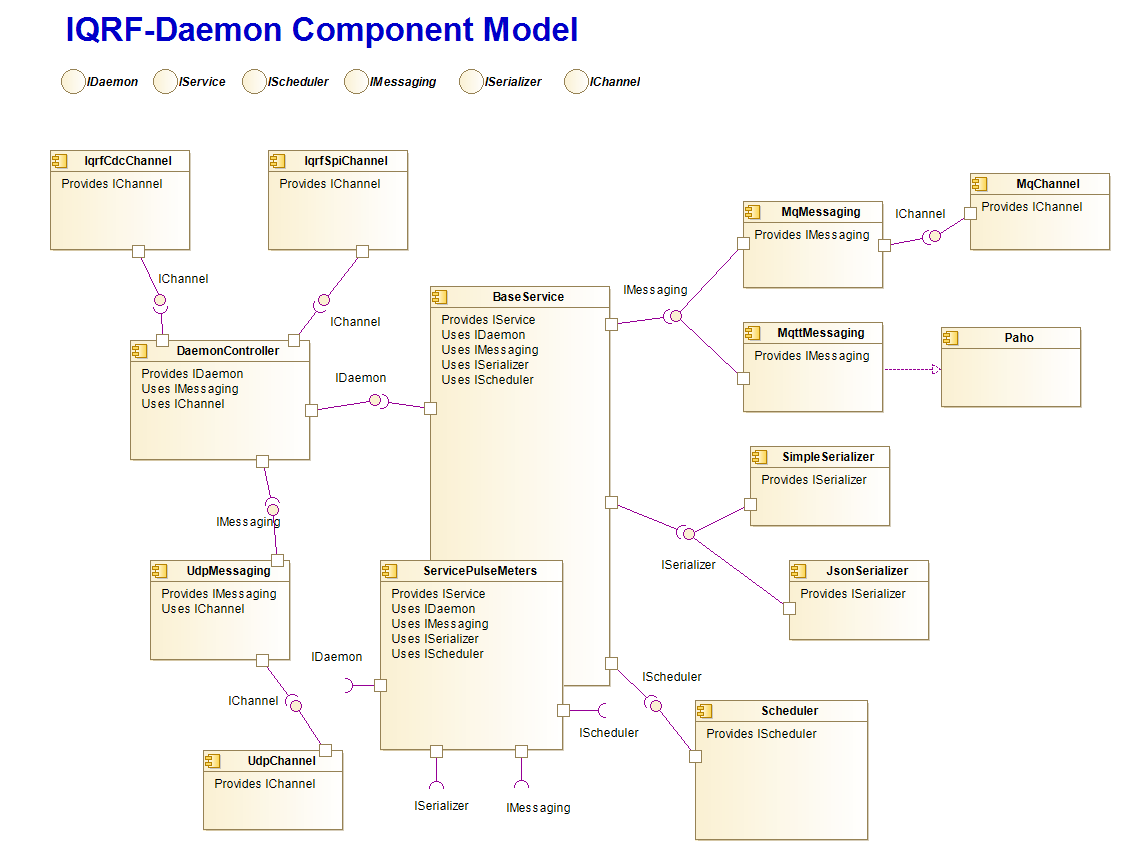 IQRF-Daemon Component Model
IDaemon IService IScheduler IMessaging ISerializer IChannel
IqrfCdcChannel
Provides IChannel
IqrfSpiChannel
Provides IChannel
MqMessaging
Provides IMessaging
IChannel
MqChannel
Provides IChannel
IChannel
IChannel
IMessaging
BaseService
Provides IService
Uses IDaemon
Uses IMessaging
Uses ISerializer
Uses IScheduler
MqttMessaging
Provides IMessaging
Paho
DaemonController
Provides IDaemon
Uses IMessaging
Uses IChannel
IDaemon
SimpleSerializer
Provides ISerializer
IMessaging
ISerializer
UdpMessaging
Provides IMessaging
Uses IChannel
ServicePulseMeters
Provides IService
Uses IDaemon
Uses IMessaging
Uses ISerializer
Uses IScheduler
JsonSerializer
Provides ISerializer
IDaemon
IScheduler
IChannel
IScheduler
Scheduler
Provides IScheduler
UdpChannel
Provides IChannel
ISerializer
IMessaging